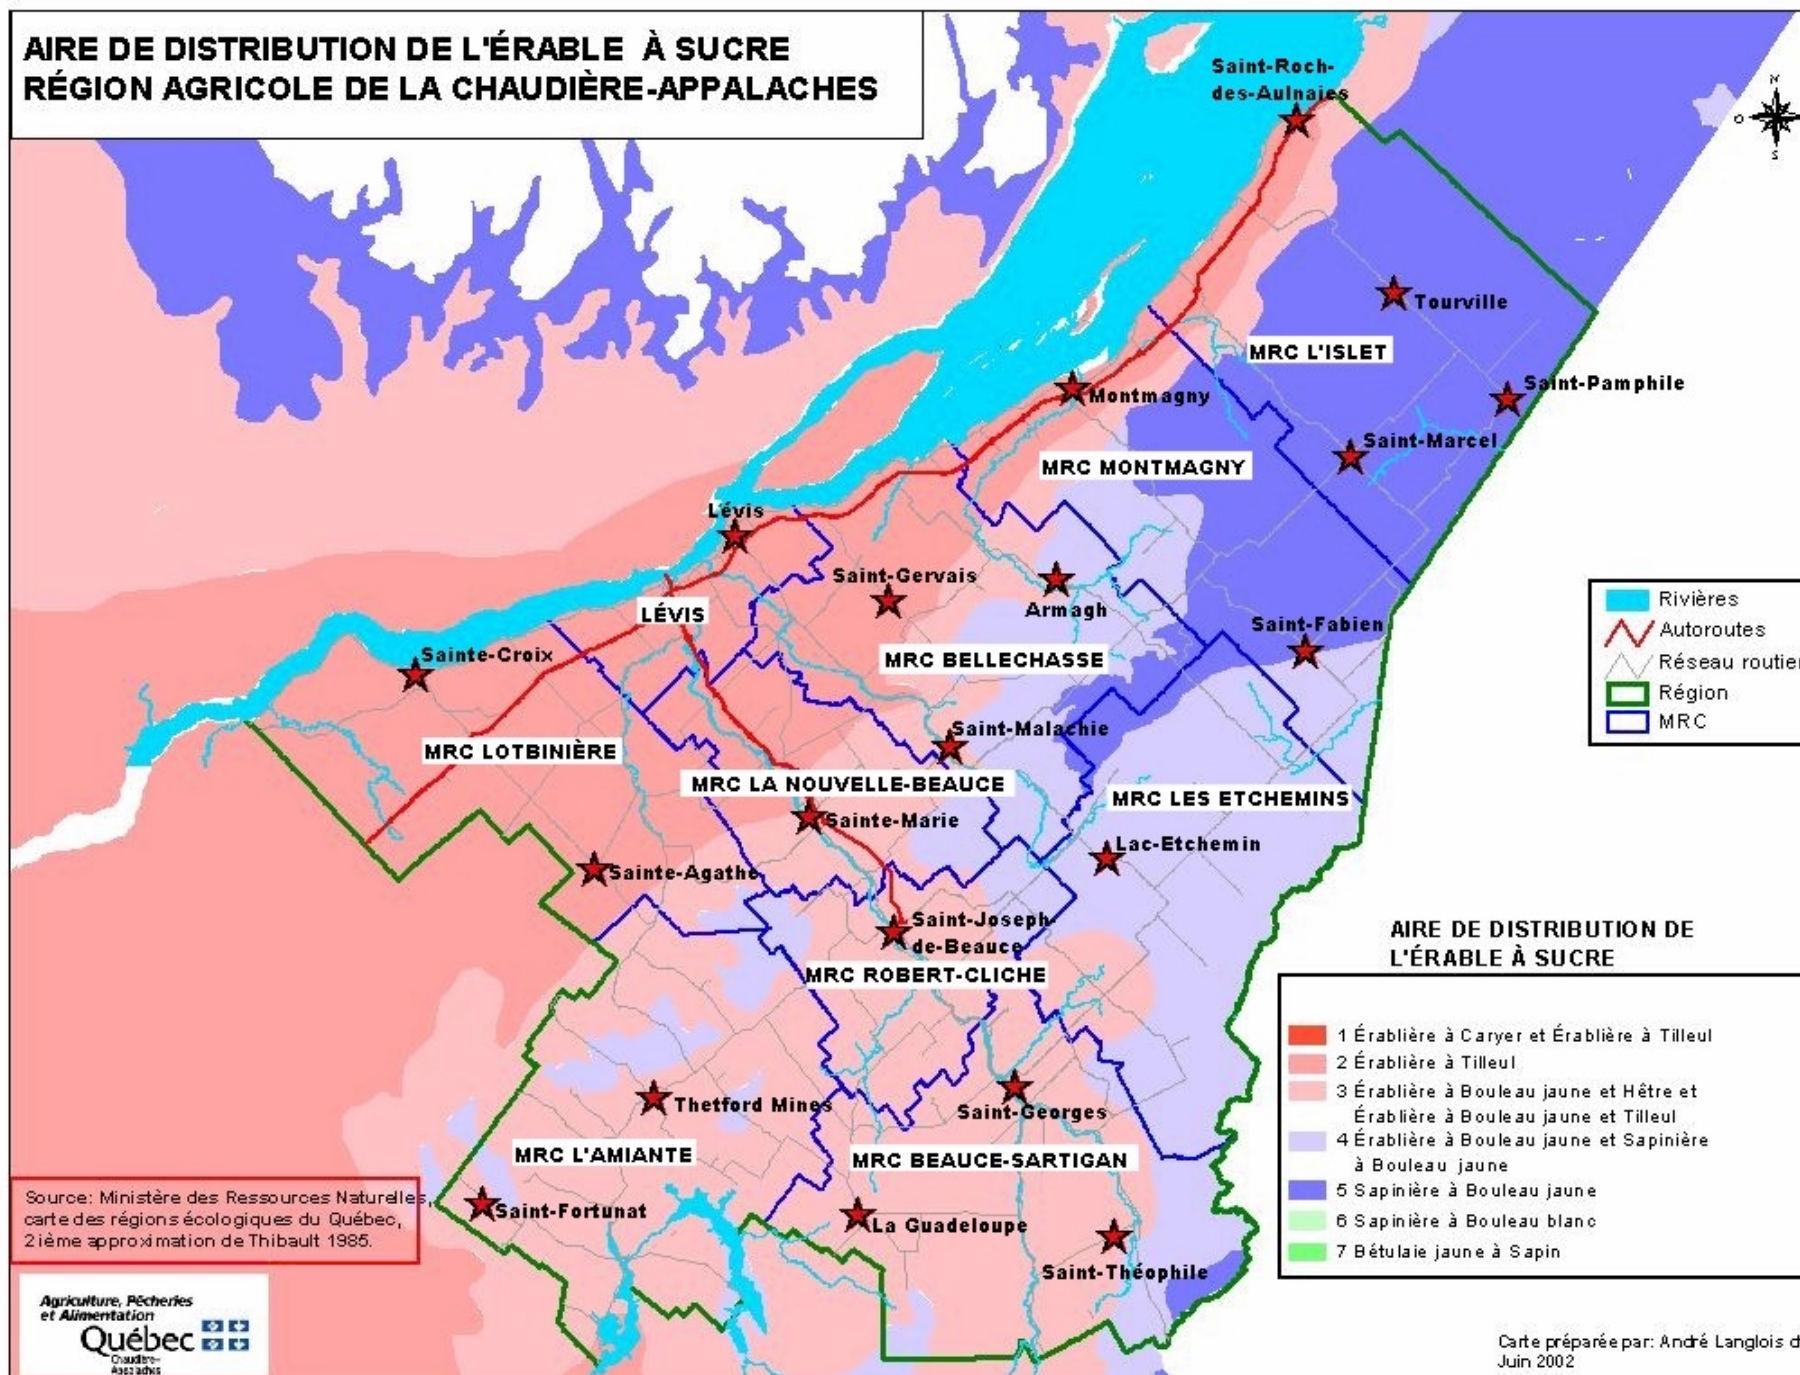 AIRE DE DISTRIBUTION DE L'ÉRABLE À SUCRE
RÉGION AGRICOLE DE LA CHAUDIÈRE-APPALACHES
Saint-Roch-
des-Aulnaies
N
O
S
Tourville
MRC L'ISLET
Saint-Pamphile
Montmagny
Saint-Marcel
MRC MONTMAGNY
Lévis
Saint-Gervais
Armagh
LÉVIS
Saint-Fabien
Sainte-Croix
MRC BELLECHASSE
Saint-Malachie
MRC LOTBINIÈRE
MRC LA NOUVELLE-BEAUCE
MRC LES ETCHEMINS
Sainte-Marie
Lac-Etchemin
Sainte-Agathe
Saint-Joseph-
de-Beauce
MRC ROBERT-CLICHE
Thetford Mines
Saint-Georges
MRC L'AMIANTE
MRC BEAUCE-SARTIGAN
Saint-Fortunat
La Guadeloupe
Saint-Théophile
Rivières
Autoroutes
Réseau routier
Région
MRC
AIRE DE DISTRIBUTION DE
L'ÉRABLE À SUCRE
1 Érablière à Caryer et Érablière à Tilleul
2 Érablière à Tilleul
3 Érablière à Bouleau jaune et Hêtre et
Érablière à Bouleau jaune et Tilleul
4 Érablière à Bouleau jaune et Sapinière
à Bouleau jaune
5 Sapinière à Bouleau jaune
6 Sapinière à Bouleau blanc
7 Bétulaie jaune à Sapin
Source: Ministère des Ressources Naturelles,
carte des régions écologiques du Québec,
2 ième approximation de Thibault 1985.
Agriculture, Pêcheries
et Alimentation
Québec
Chaudière-
Appalaches
Carte préparée par: André Langlois d
Juin 2002